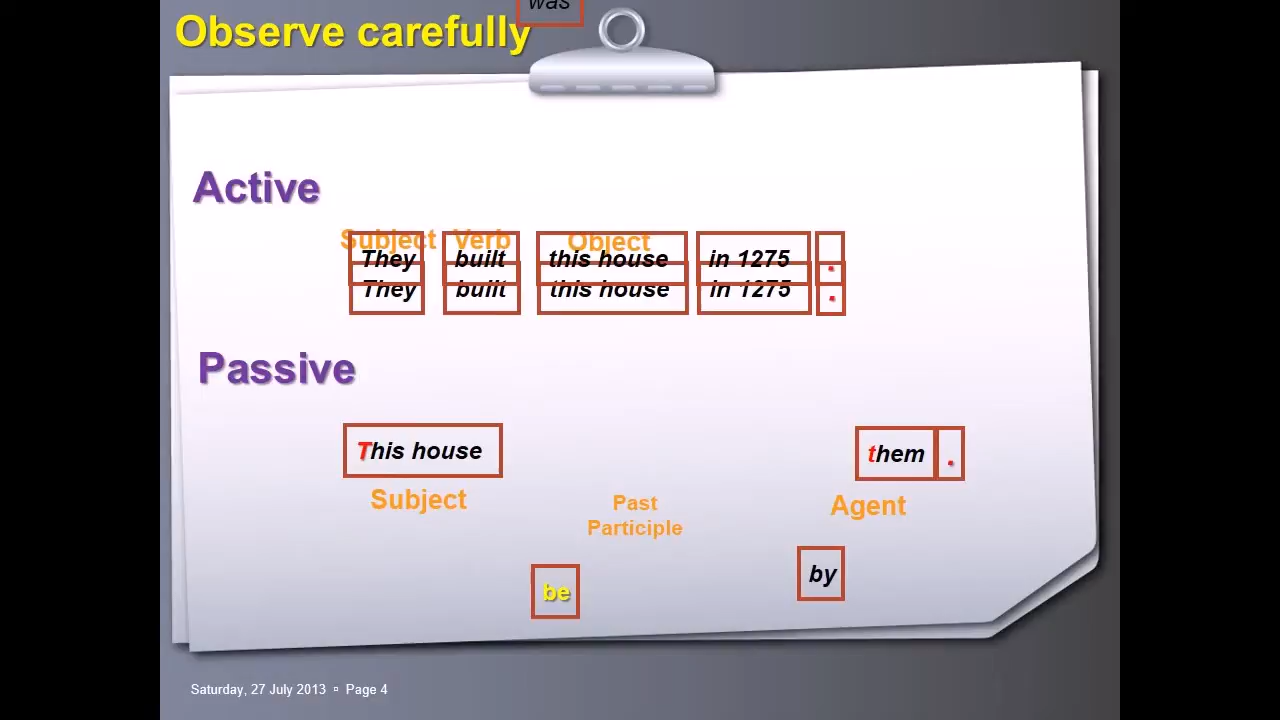 was
Observe carefully
Active
Subject Verb Object
They built this house in 1275 .
They built this house in 1275 .
Passive
This house them .
Subject Past Participle Agent
be by
Saturday, 27 July 2013 ▫ Page 4